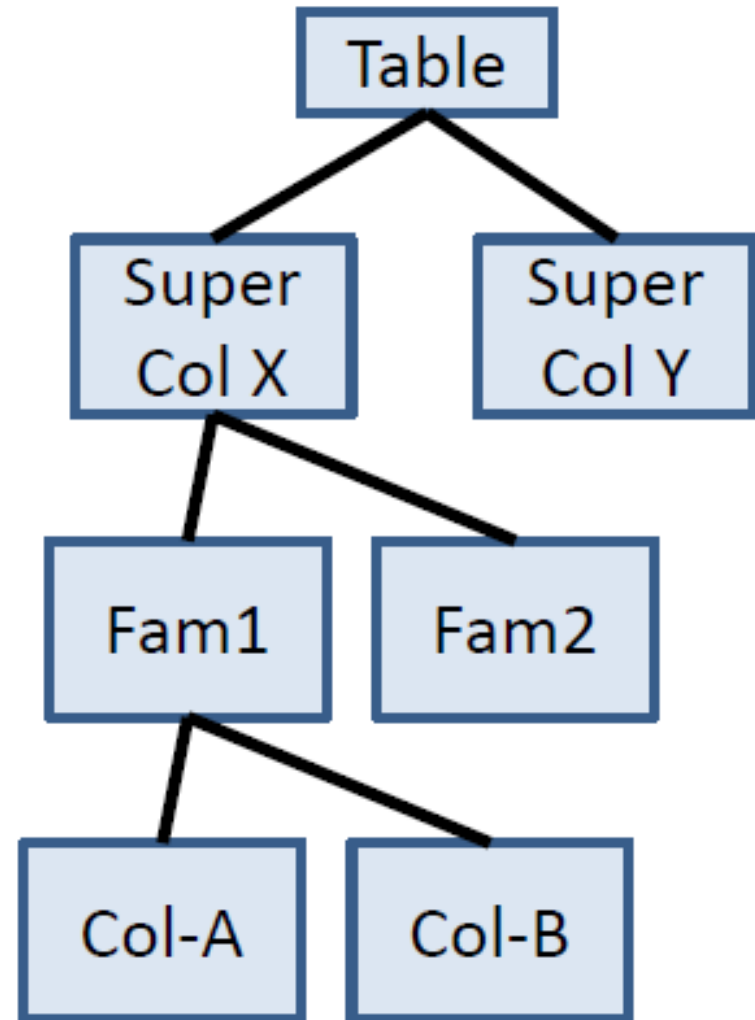 Table
Super
Col X
Super
Col Y
Fam1
Fam2
Col-A
Col-B